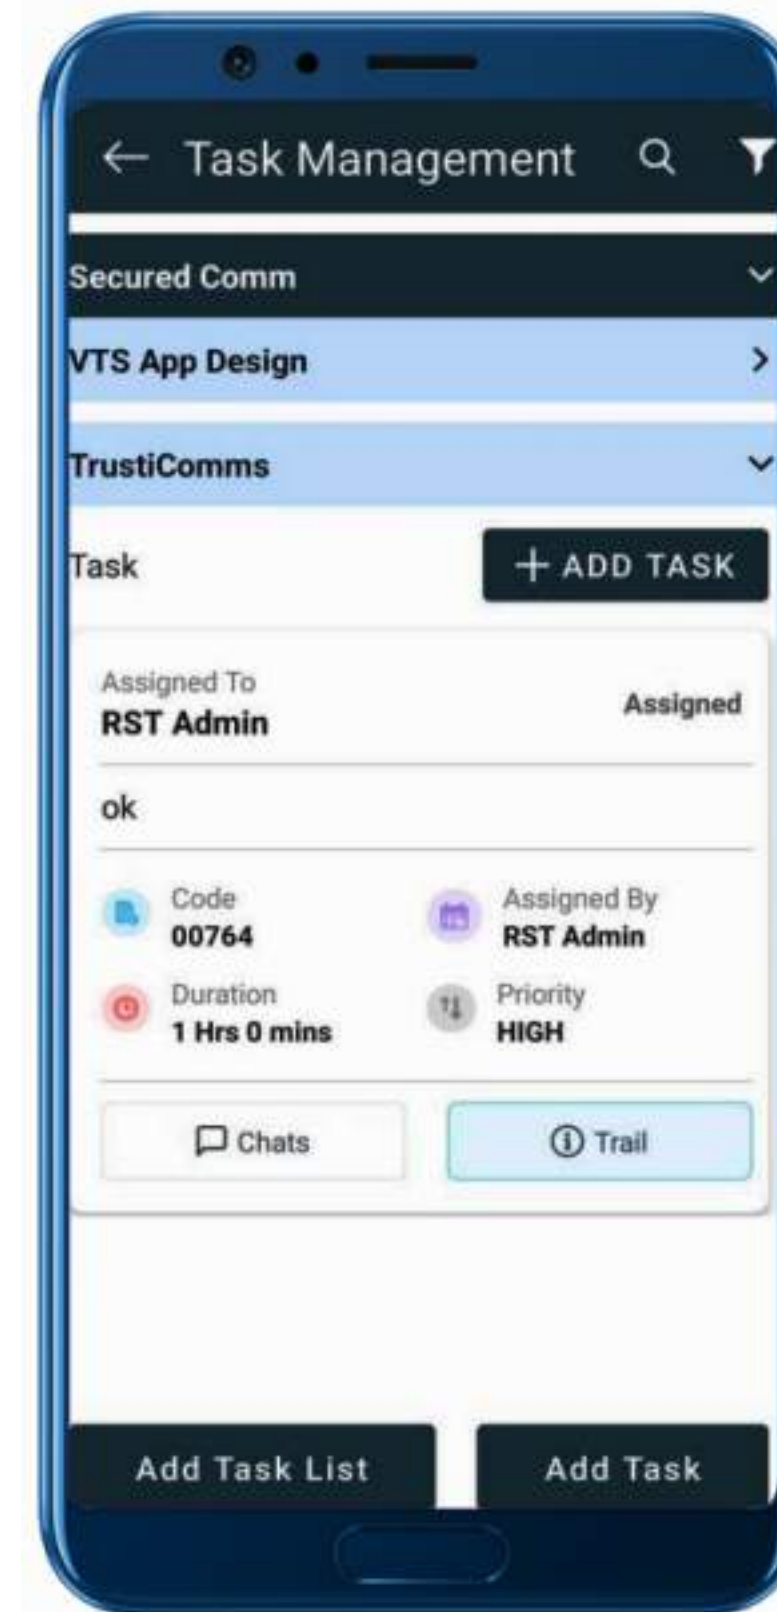 Task Management
Secured Comm
VTS App Design
TrustiComms
Task
+ ADD TASK
Assigned To
RST Admin
Assigned
ok
Code
00764
Assigned By
RST Admin
Duration
1 Hrs 0 mins
Priority
HIGH
Chats
Trail
Add Task List
Add Task